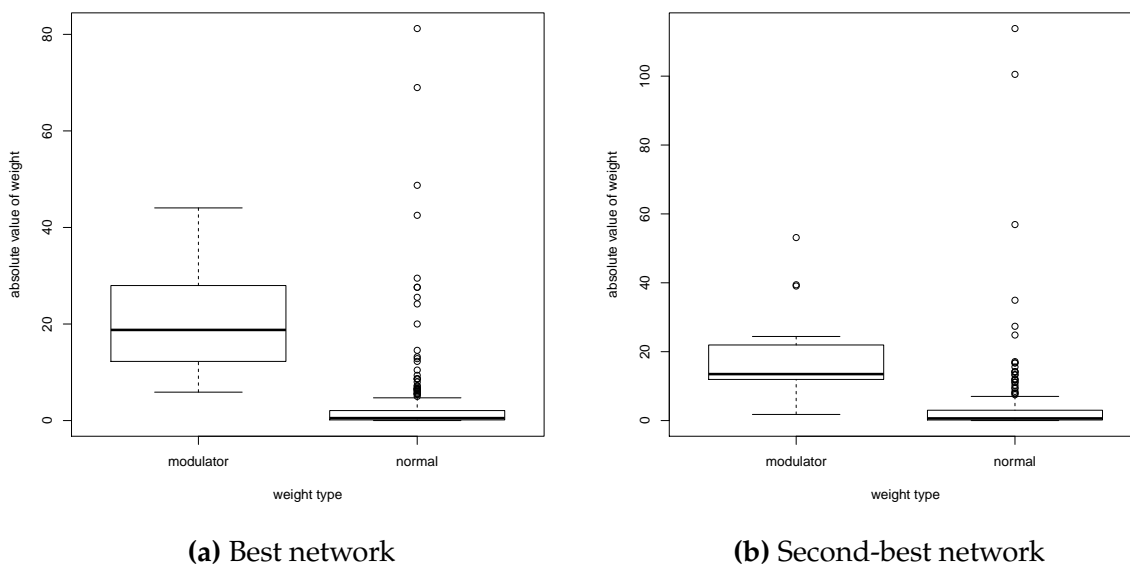 absolute value of weight
80
60
40
20
0
modulator
normal
weight type
(a) Best network
absolute value of weight
100
80
60
40
20
0
modulator
normal
weight type
(b) Second-best network